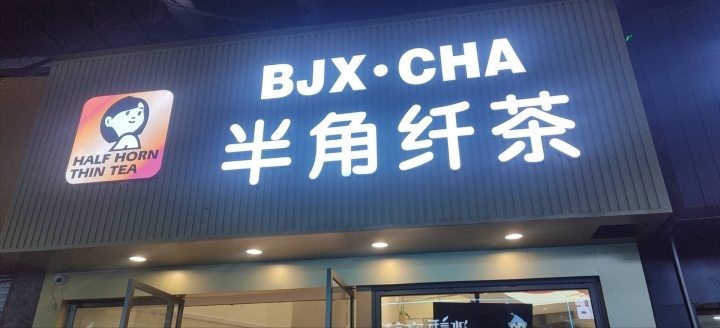 BJX·CHA
半角纤茶
HALF HORN
THIN TEA